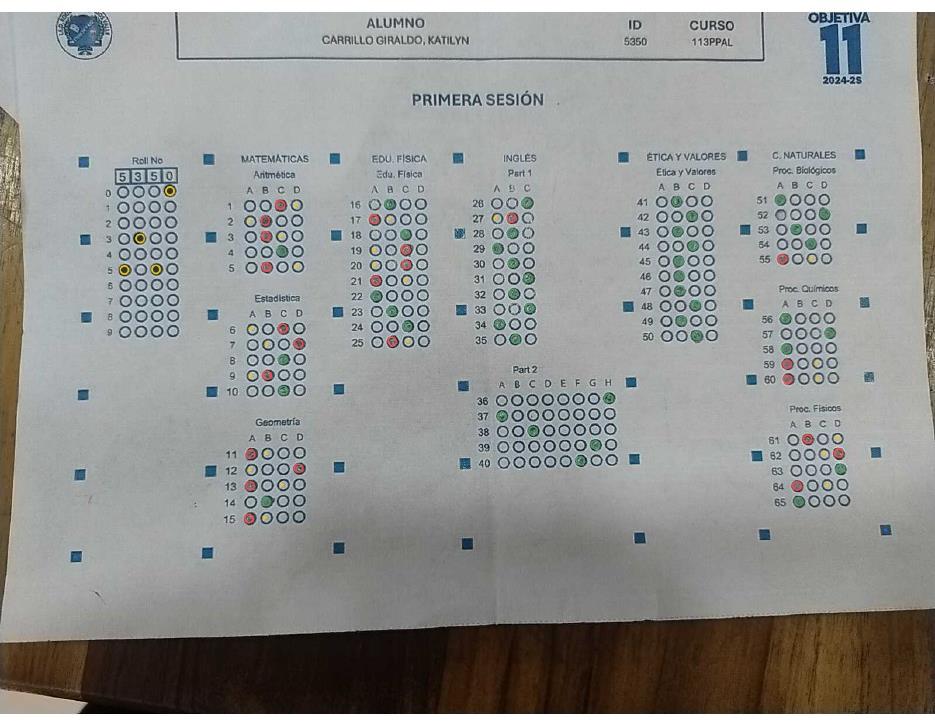 ALUMNO
CARRILLO GIRALDO, KATILYN
ID
5350
CURSO
113PPAL
OBJETIVA
11
2024-2S
PRIMERA SESIÓN
Roll No
5 3 5 0
0
1
2
3
4
5
6
7
8
9
MATEMÁTICAS
Aritmética
A B C D
1
2
3
4
5
Estadística
A B C D
6
7
8
9
10
Geometría
A B C D
11
12
13
14
15
EDU. FÍSICA
Edu. Física
A B C D
16
17
18
19
20
21
22
23
24
25
INGLÉS
Part 1
A B C
26
27
28
29
30
31
32
33
34
35
Part 2
A B C D E F G H
36
37
38
39
40
ÉTICA Y VALORES
Etica y Valores
A B C D
41
42
43
44
45
46
47
48
49
50
C. NATURALES
Proc. Biológicos
A B C D
51
52
53
54
55
Proc. Químicos
A B C D
56
57
58
59
60
Proc. Físicos
A B C D
61
62
63
64
65